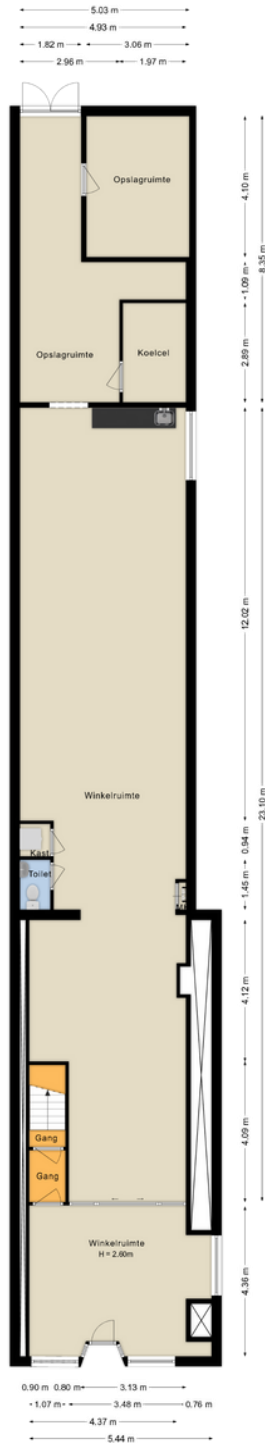 5.03 m
4.93 m
1.82 m 3.06 m
2.96 m 1.97 m
Opslagruimte
4.10 m
8.35 m
1.09 m
Opslagruimte
Koelcel
2.89 m
12.02 m
23.10 m
Winkelruimte
Kast
0.94 m
Toilet
1.45 m
4.12 m
Gang
4.09 m
Gang
Winkelruimte
H = 2.60m
4.36 m
0.90 m 0.80 m 3.13 m
1.07 m 3.48 m 0.76 m
4.37 m
5.44 m